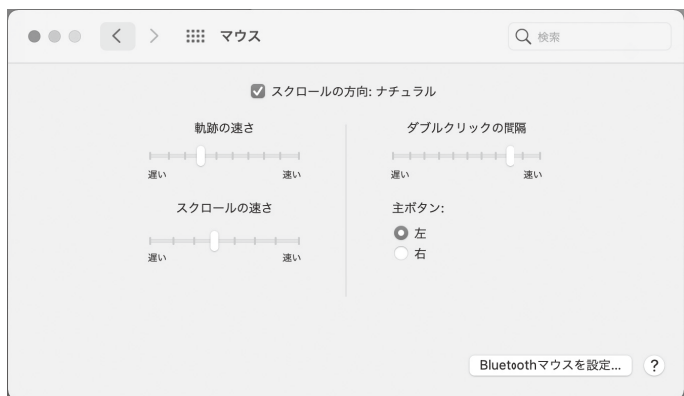 マウス
検索
スクロールの方向: ナチュラル
軌跡の速さ
遅い 速い
スクロールの速さ
遅い 速い
ダブルクリックの間隔
遅い 速い
主ボタン:
左
右
Bluetoothマウスを設定...
?